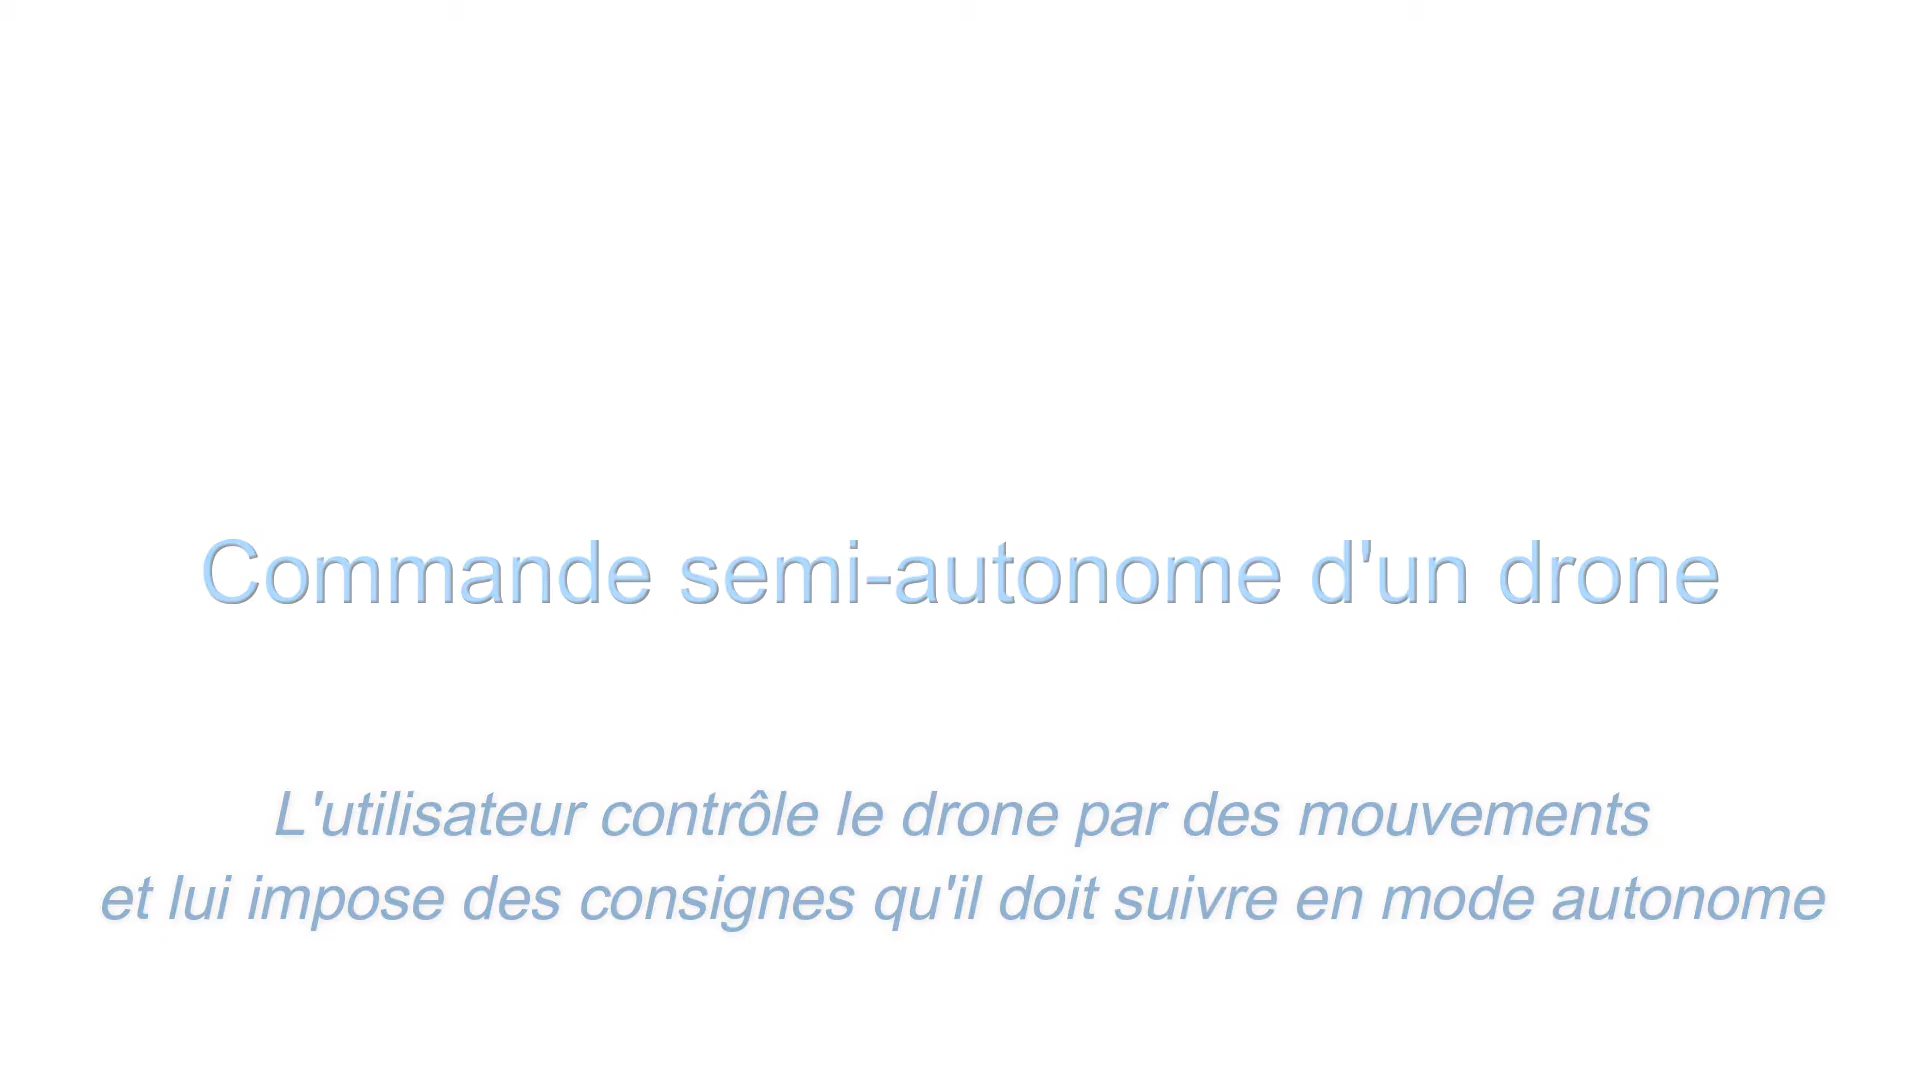 Commande semi-autonome d'un drone
L'utilisateur contrôle le drone par des mouvements
et lui impose des consignes qu'il doit suivre en mode autonome